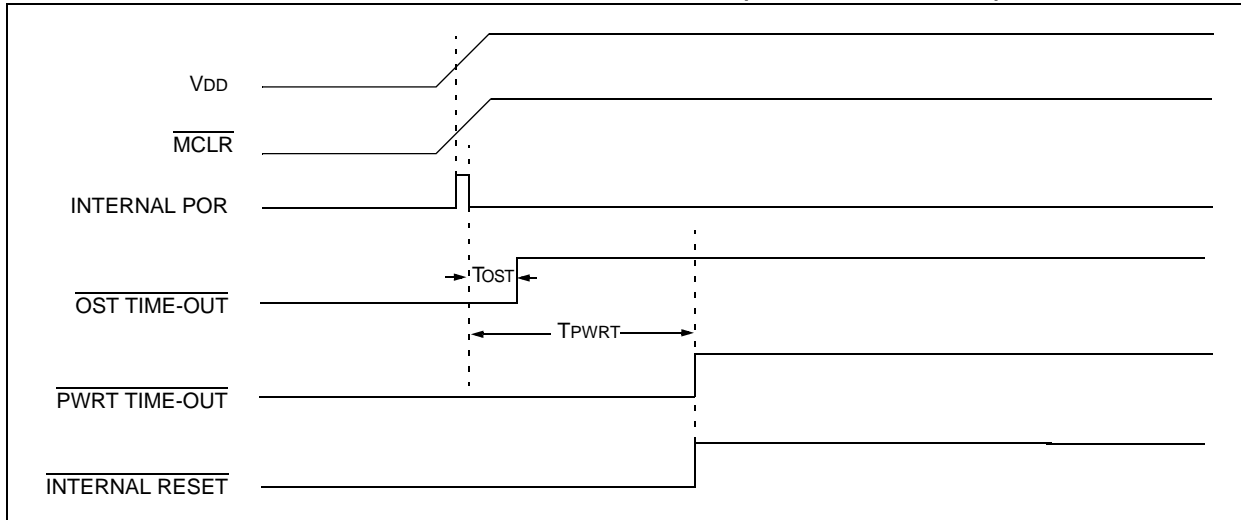 VDD
MCLR
INTERNAL POR
TOST
OST TIME-OUT
TPWRT
PWRT TIME-OUT
INTERNAL RESET